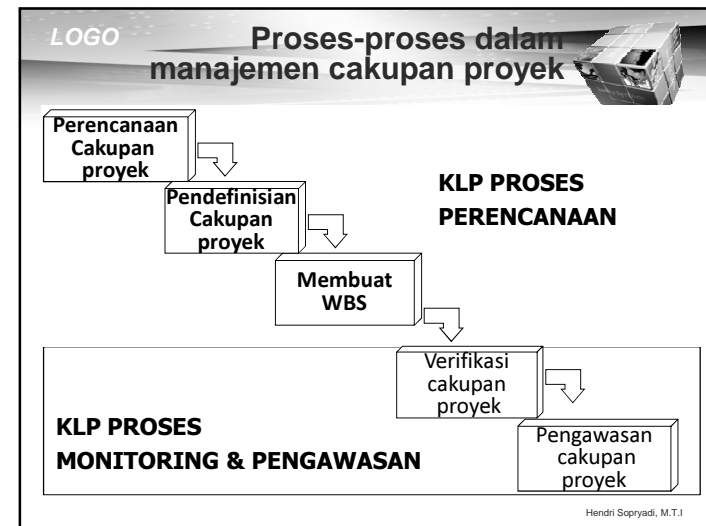 LOGO
Proses-proses dalam
manajemen cakupan proyek
Perencanaan
Cakupan
proyek
Pendefinisian
Cakupan
proyek
KLP PROSES
PERENCANAAN
Membuat
WBS
Verifikasi
cakupan
proyek
KLP PROSES
MONITORING & PENGAWASAN
Pengawasan
cakupan
proyek
Hendri Sopryadi, M.T.I